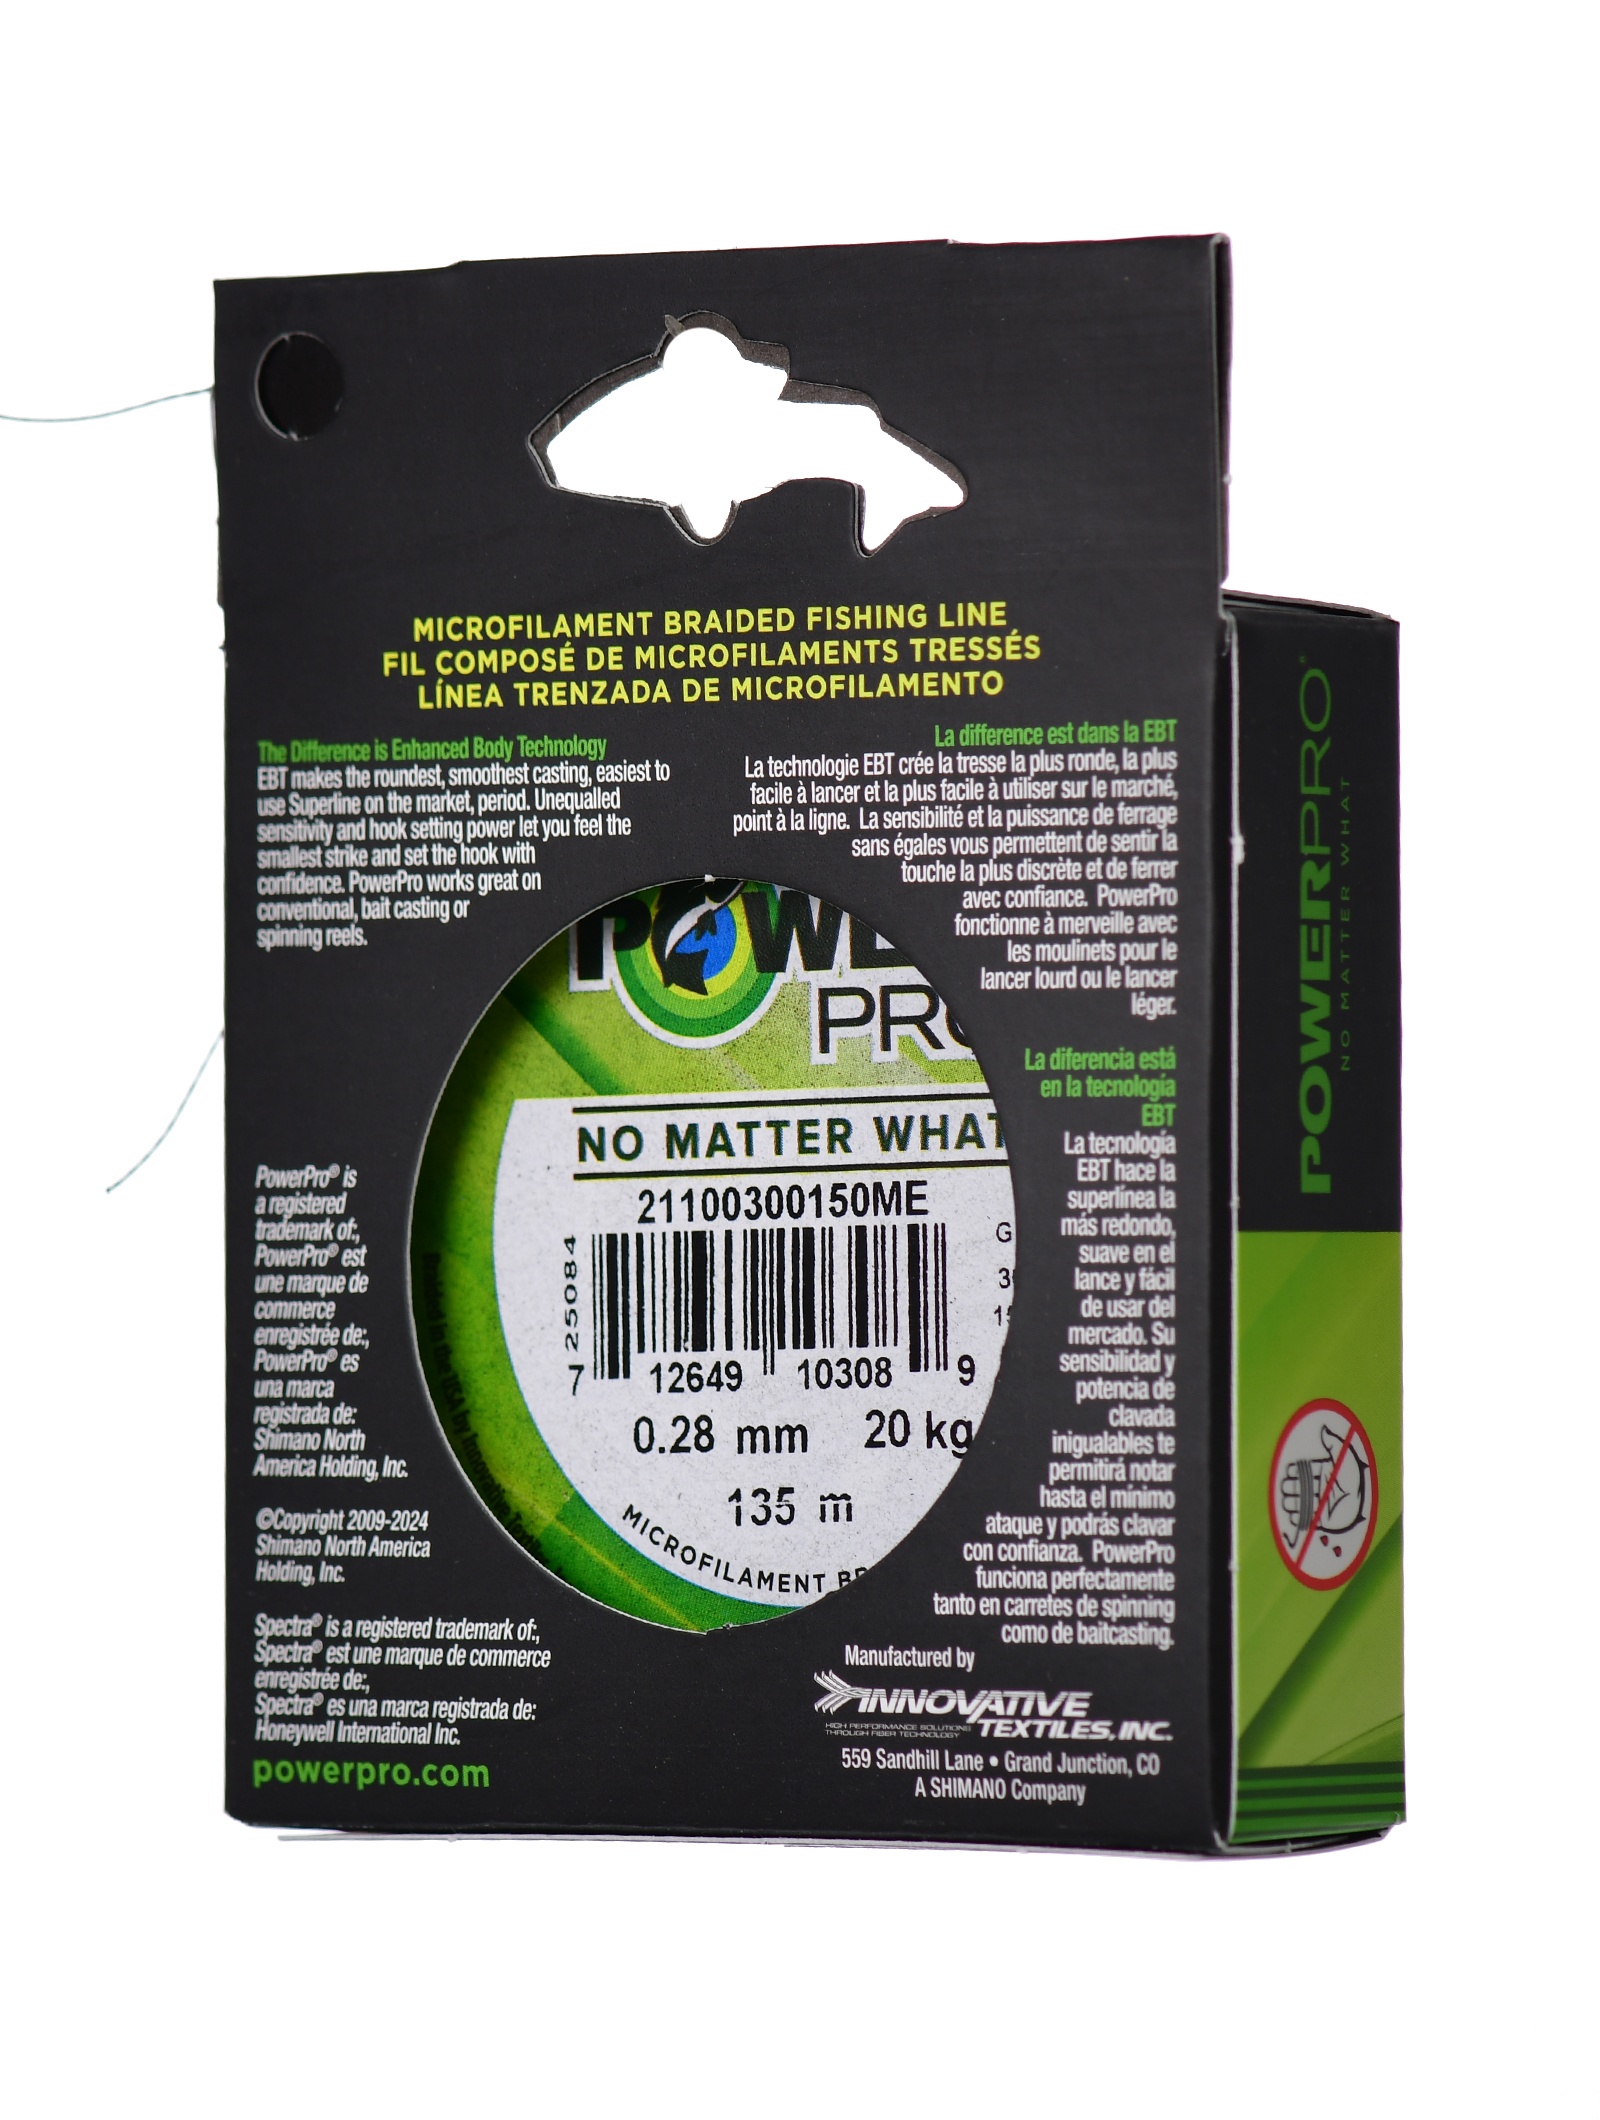 MICROFILAMENT BRAIDED FISHING LINE
FIL COMPOSÉ DE MICROFILAMENTS TRESSÉS
LÍNEA TRENZADA DE MICROFILAMENTO
The Difference is Enhanced Body Technology
EBT makes the roundest, smoothest casting, easiest to
use Superline on the market, period. Unequalled
sensitivity and hook setting power let you feel the
smallest strike and set the hook with
confidence. PowerPro works great on
conventional, bait casting or
spinning reels.
La difference est dans la EBT
La technologie EBT crée la tresse la plus ronde, la plus
facile à lancer et la plus facile à utiliser sur le marché,
point à la ligne. La sensibilité et la puissance de ferrage
sans égales vous permettent de sentir la
touche la plus discrète et de ferrer
avec confiance. PowerPro
fonctionne à merveille avec
les moulinets pour le
lancer lourd ou le lancer
léger.
La diferencia está
en la tecnología
EBT
La tecnología
EBT hace la
superlínea la
más redondo,
suave en el
lance y fácil
de usar del
mercado. Su
sensibilidad y
potencia de
clavada
inigualables te
permitirá notar
hasta el mínimo
ataque y podrás clavar
con confianza. PowerPro
funciona perfectamente
tanto en carretes de spinning
como de baitcasting.
POWE
PRO
NO MATTER WHAT
21100300150ME
725084
7 12649 10308 9
0.28 mm 20 kg
135 m
MICROFILAMENT BR
PowerPro® is
a registered
trademark of:,
PowerPro® est
une marque de
commerce
enregistrée de:,
PowerPro® es
una marca
registrada de:
Shimano North
America Holding, Inc.
©Copyright 2009-2024
Shimano North America
Holding, Inc.
Spectra® is a registered trademark of:,
Spectra® est une marque de commerce
enregistrée de:,
Spectra® es una marca registrada de:
Honeywell International Inc.
powerpro.com
Manufactured by
INNOVATIVE
TEXTILES, INC.
HIGH PERFORMANCE SOLUTIONS
THROUGH FIBER TECHNOLOGY
559 Sandhill Lane • Grand Junction, CO
A SHIMANO Company
POWERPRO
NO MATTER WHAT